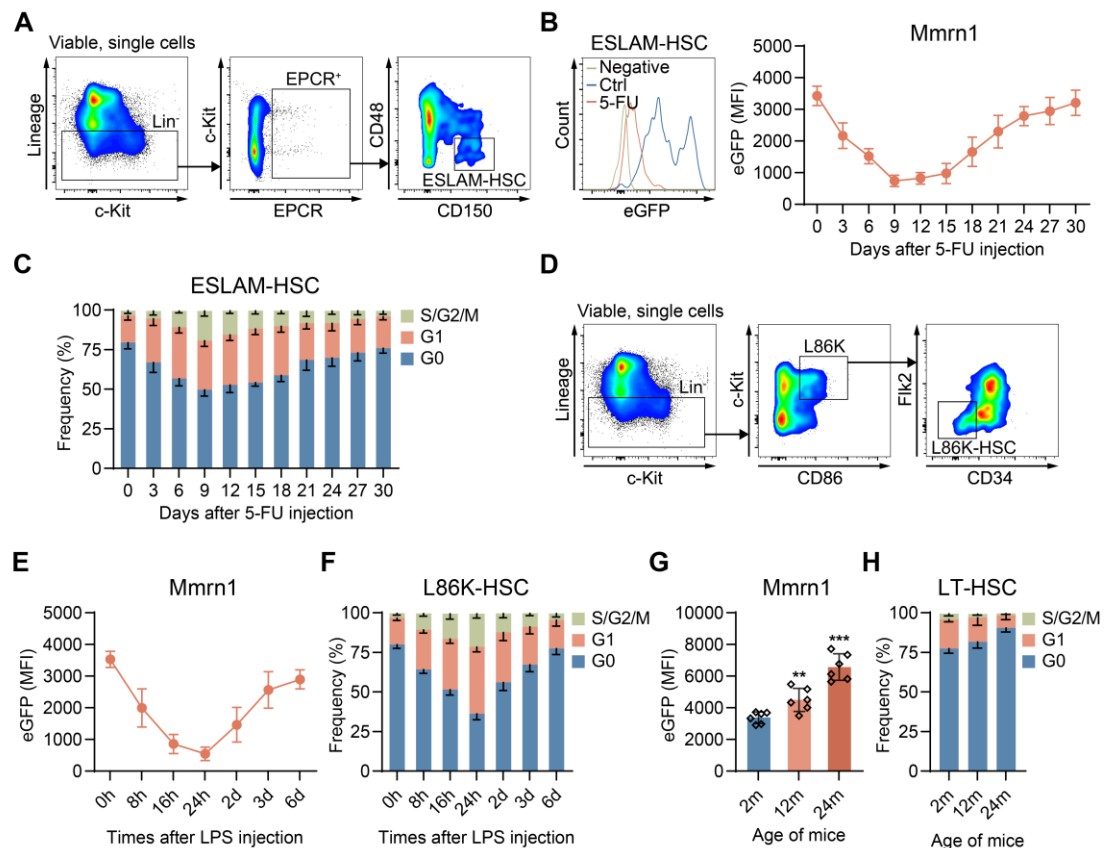 A
Viable, single cells
Lineage
Lin-
c-Kit
EPCR+
c-Kit
EPCR
CD48
ESLAM-HSC
CD150
B
ESLAM-HSC
Negative
Ctrl
5-FU
Count
eGFP
Mmrn1
eGFP (MFI)
5000
4000
3000
2000
1000
0
0 3 6 9 12 15 18 21 24 27 30
Days after 5-FU injection
C
ESLAM-HSC
Frequency (%)
100
75
50
25
0
S/G2/M
G1
G0
0 3 6 9 12 15 18 21 24 27 30
Days after 5-FU injection
D
Viable, single cells
Lineage
Lin-
c-Kit
L86K
c-Kit
CD86
Flk2
L86K-HSC
CD34
E
Mmrn1
eGFP (MFI)
5000
4000
3000
2000
1000
0
0h 8h 16h 24h 2d 3d 6d
Times after LPS injection
F
L86K-HSC
Frequency (%)
100
75
50
25
0
S/G2/M
G1
G0
0h 8h 16h 24h 2d 3d 6d
Times after LPS injection
G
Mmrn1
eGFP (MFI)
10000
8000
6000
4000
2000
0
**
***
2m 12m 24m
Age of mice
H
LT-HSC
Frequency (%)
100
75
50
25
0
S/G2/M
G1
G0
2m 12m 24m
Age of mice